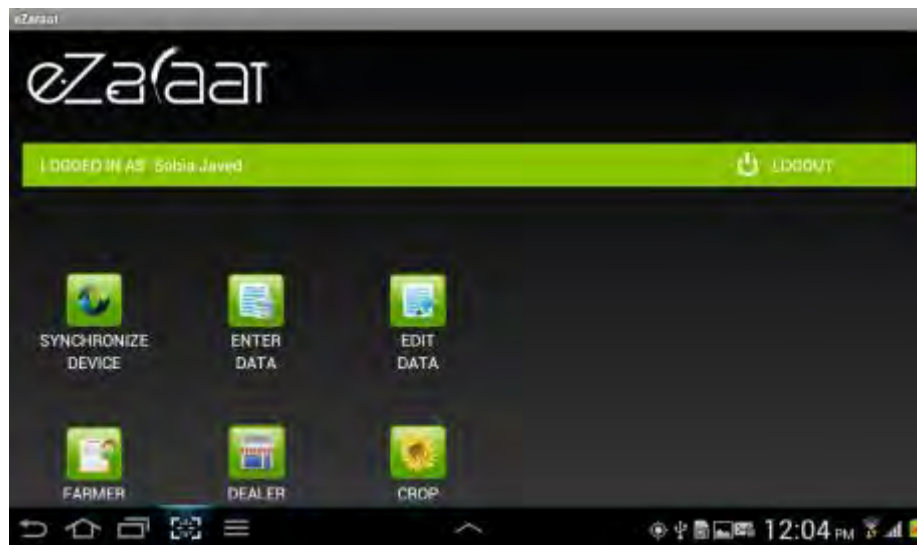 eZaraat
eZaraat
LOGGED IN AS Sobia Javed
LOGOUT
SYNCHRONIZE DEVICE
ENTER DATA
EDIT DATA
FARMER
DEALER
CROP
12:04 PM